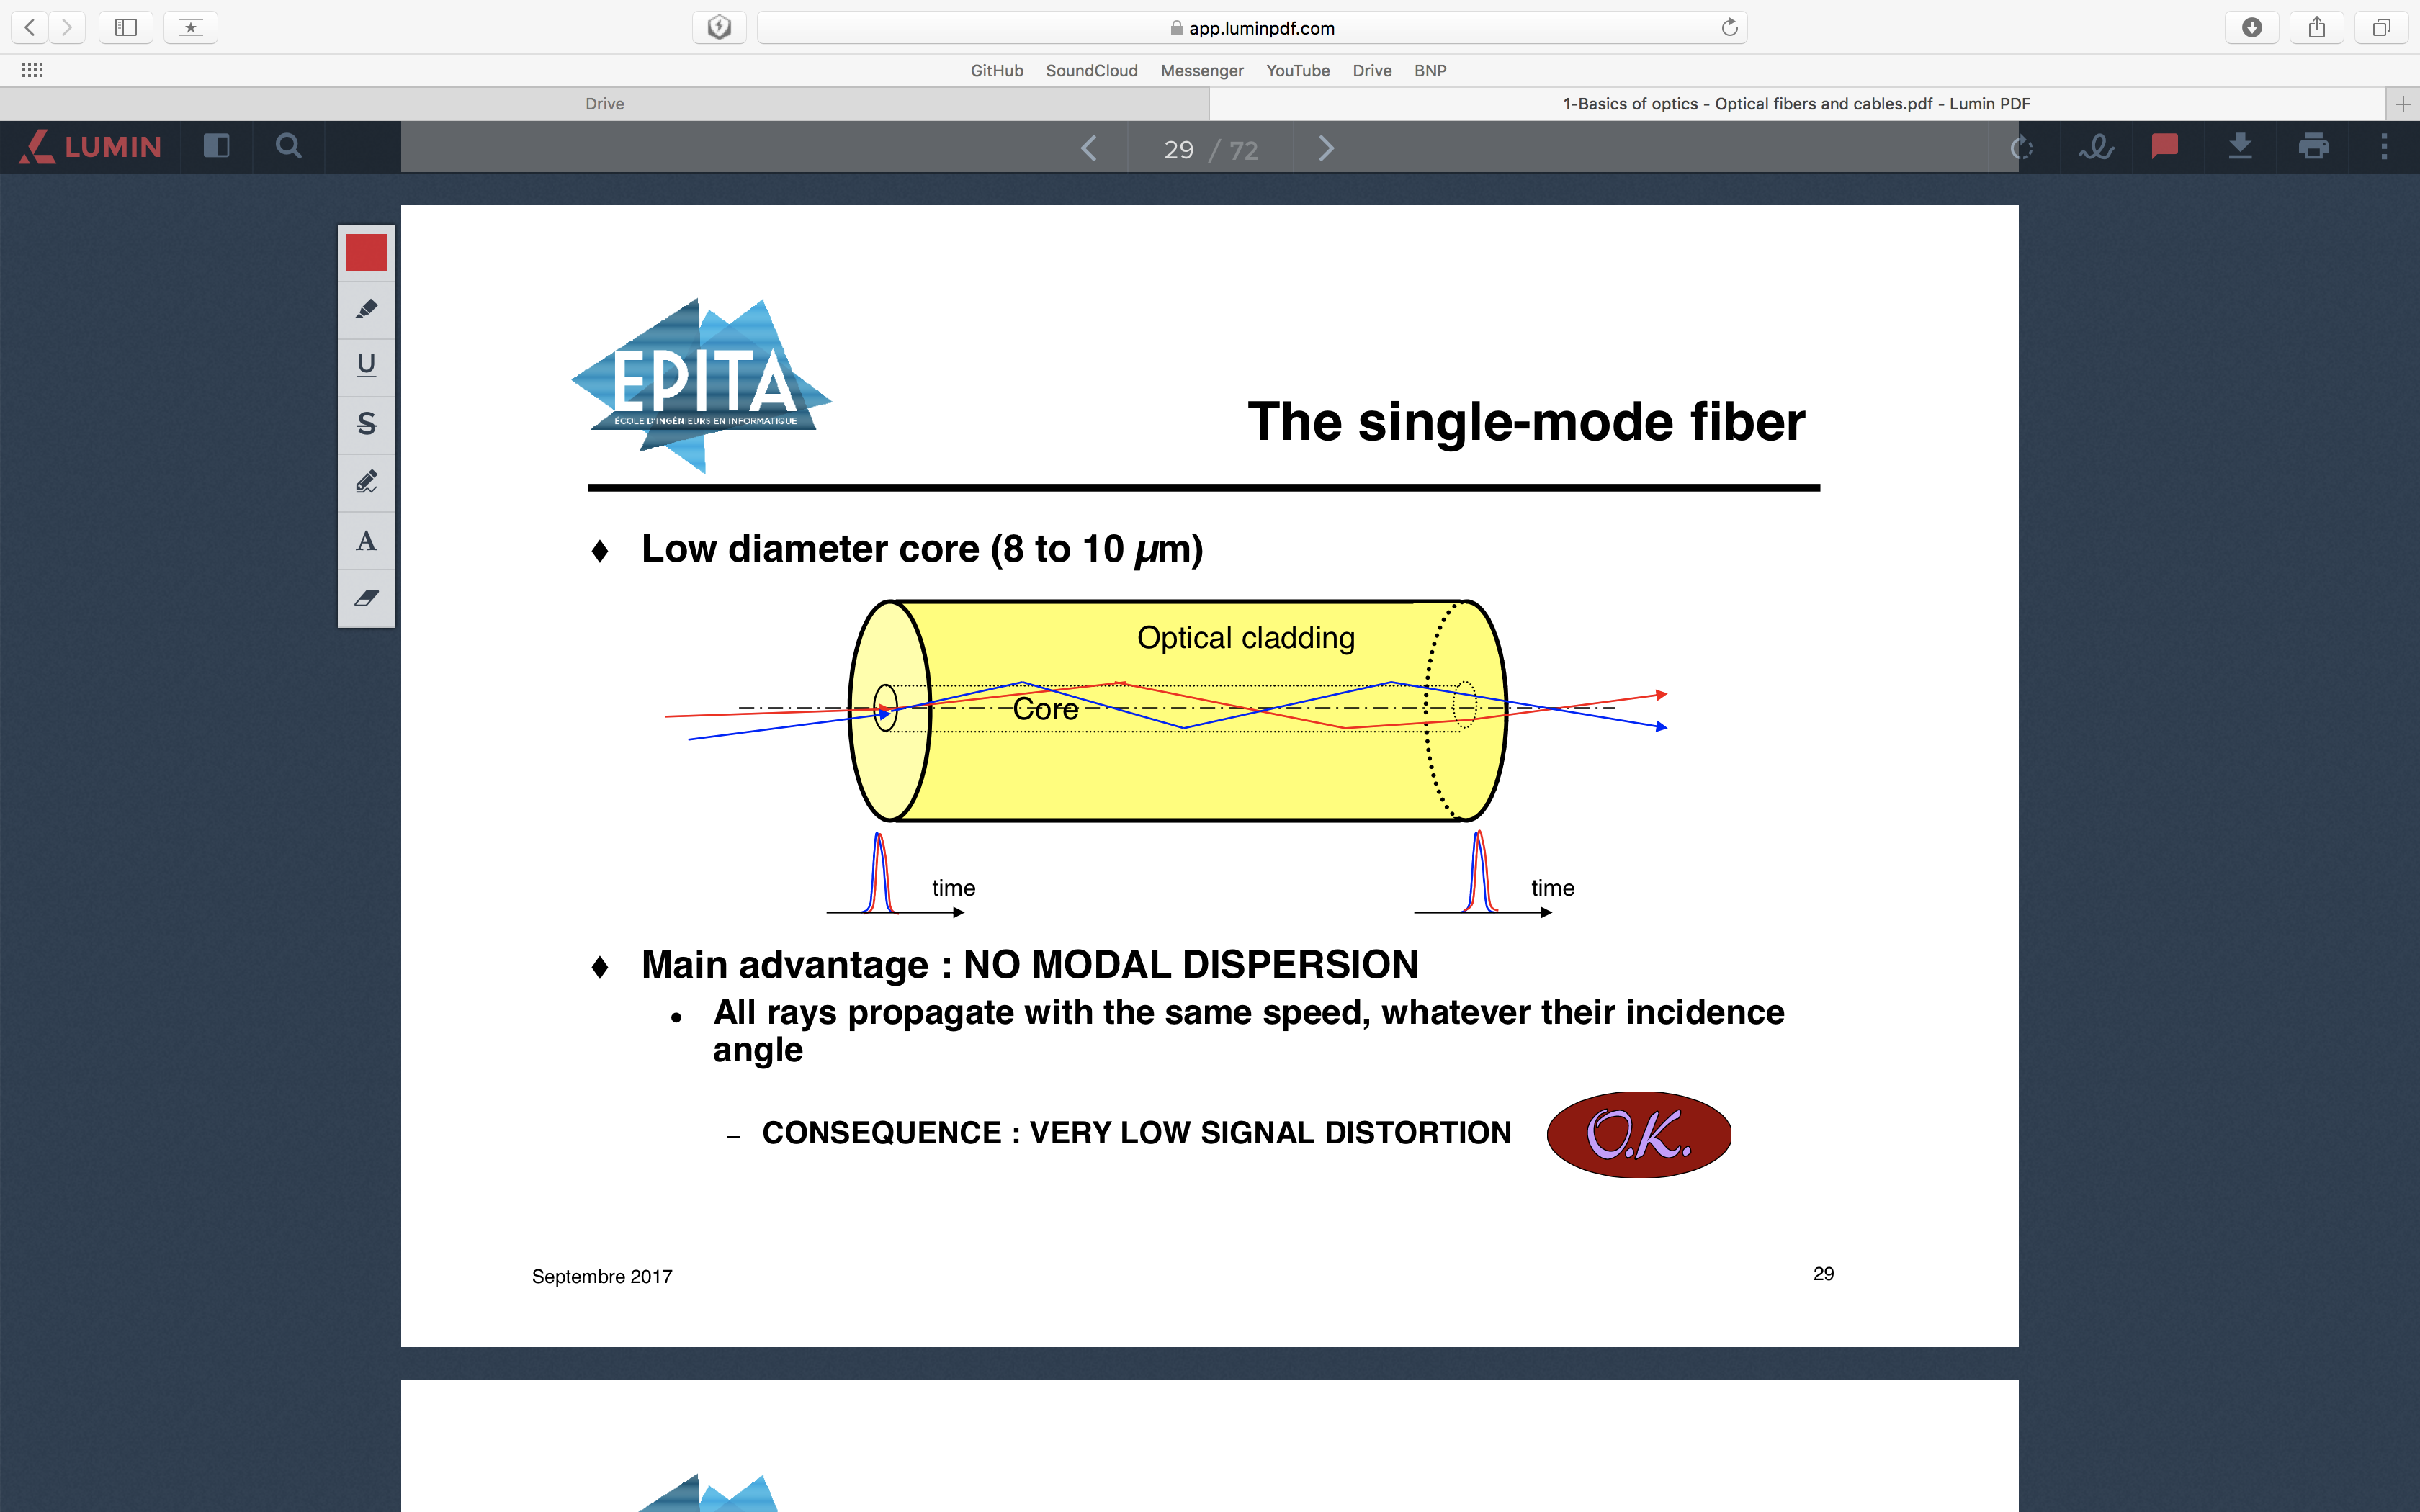 app.luminpdf.com
GitHub SoundCloud Messenger YouTube Drive BNP
Drive
1-Basics of optics - Optical fibers and cables.pdf - Lumin PDF
LUMIN
29 / 72
U
S
A
EPITA
ÉCOLE D'INGÉNIEURS EN INFORMATIQUE
The single-mode fiber
♦ Low diameter core (8 to 10 µm)
Optical cladding
Core
time
time
♦ Main advantage : NO MODAL DISPERSION
• All rays propagate with the same speed, whatever their incidence
angle
– CONSEQUENCE : VERY LOW SIGNAL DISTORTION
O.K.
Septembre 2017
29